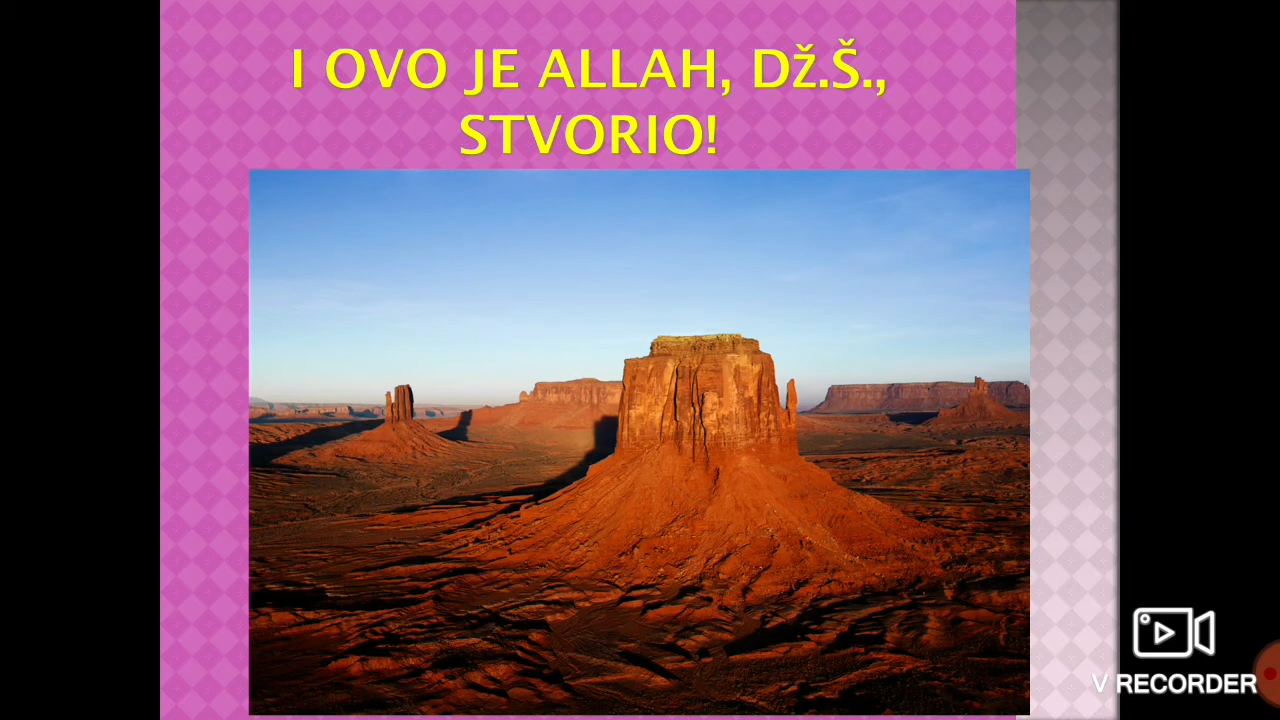 I OVO JE ALLAH, Dž.Š.,
STVORIO!
V RECORDER